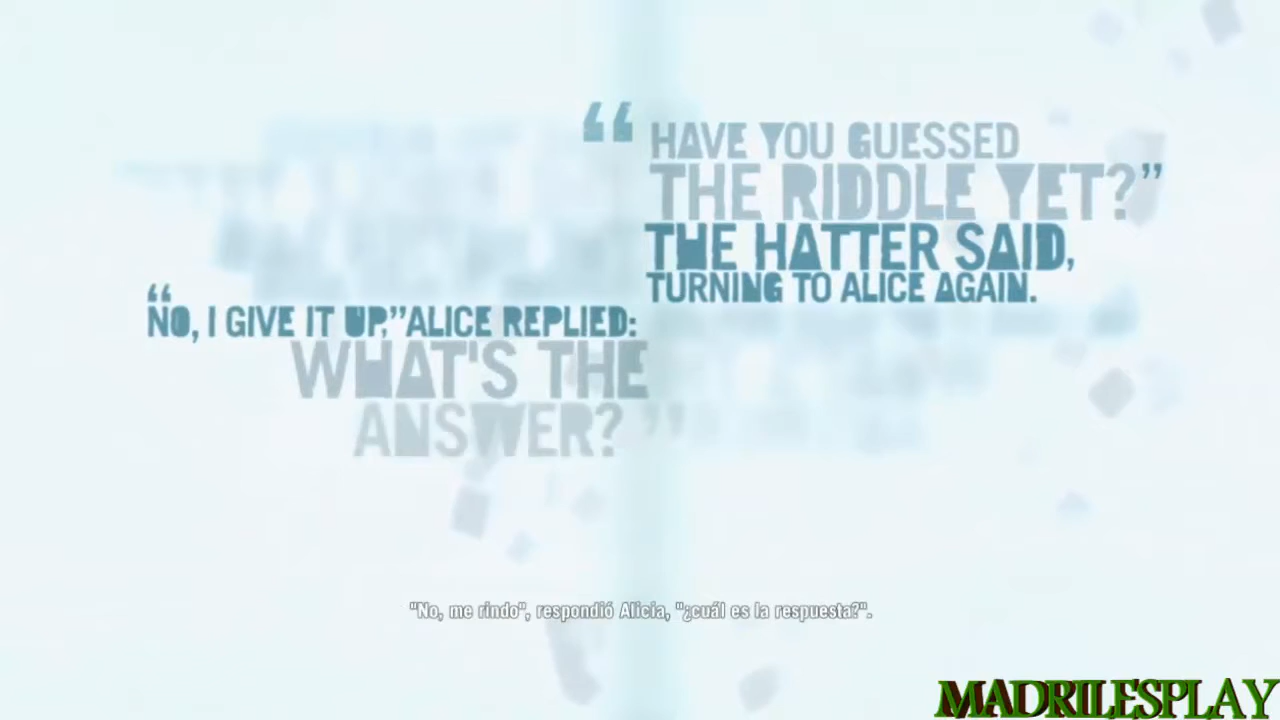 “HAVE YOU GUESSED
THE RIDDLE YET?”
THE HATTER SAID,
TURNING TO ALICE AGAIN.
“NO, I GIVE IT UP,”ALICE REPLIED:
WHAT'S THE
ANSWER? ”
"No, me rindo", respondió Alicia, "¿cuál es la respuesta?".
MADRILESPLAY